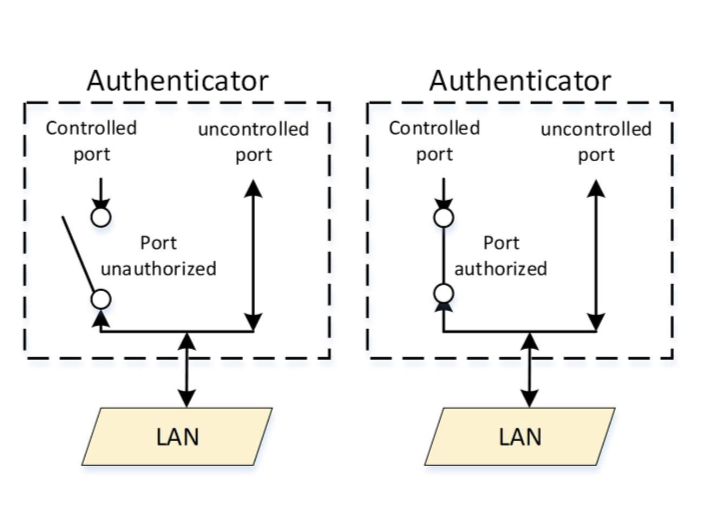 Authenticator
Controlled
port
uncontrolled
port
Port
unauthorized
LAN
Authenticator
Controlled
port
uncontrolled
port
Port
authorized
LAN